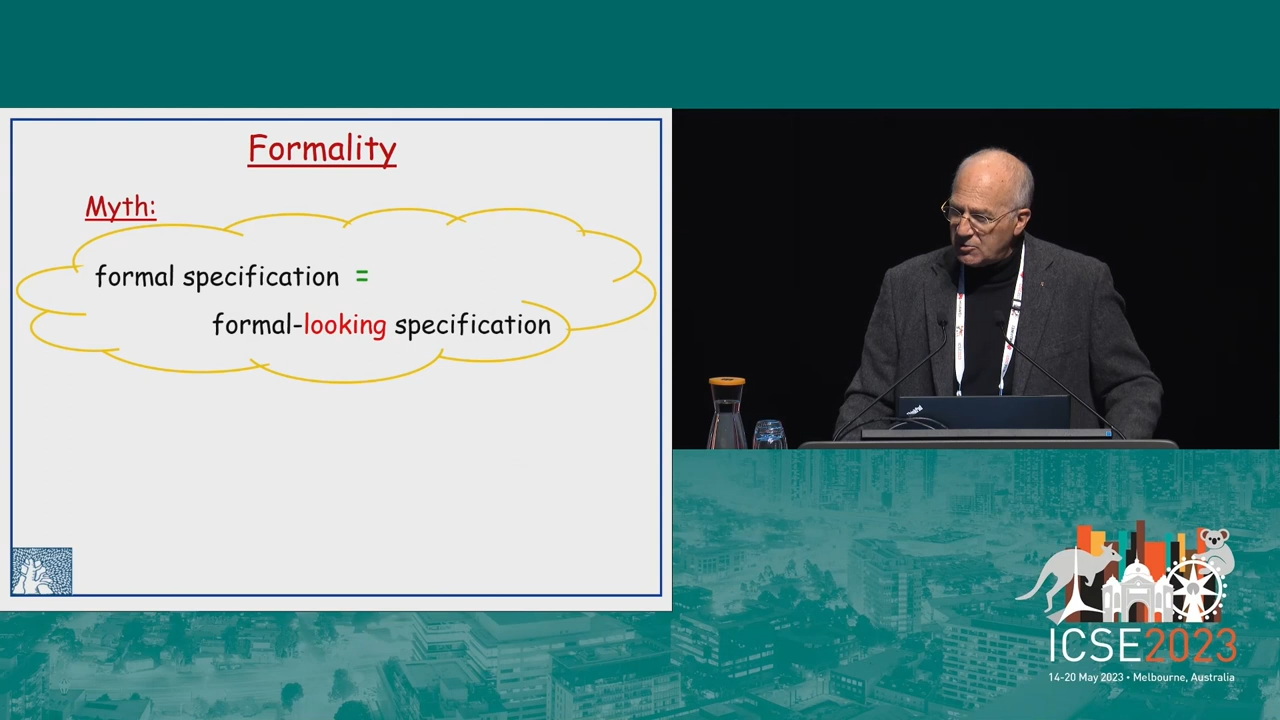 Formality
Myth:
formal specification =
formal-looking specification
ICSE2023
14-20 May 2023 • Melbourne, Australia